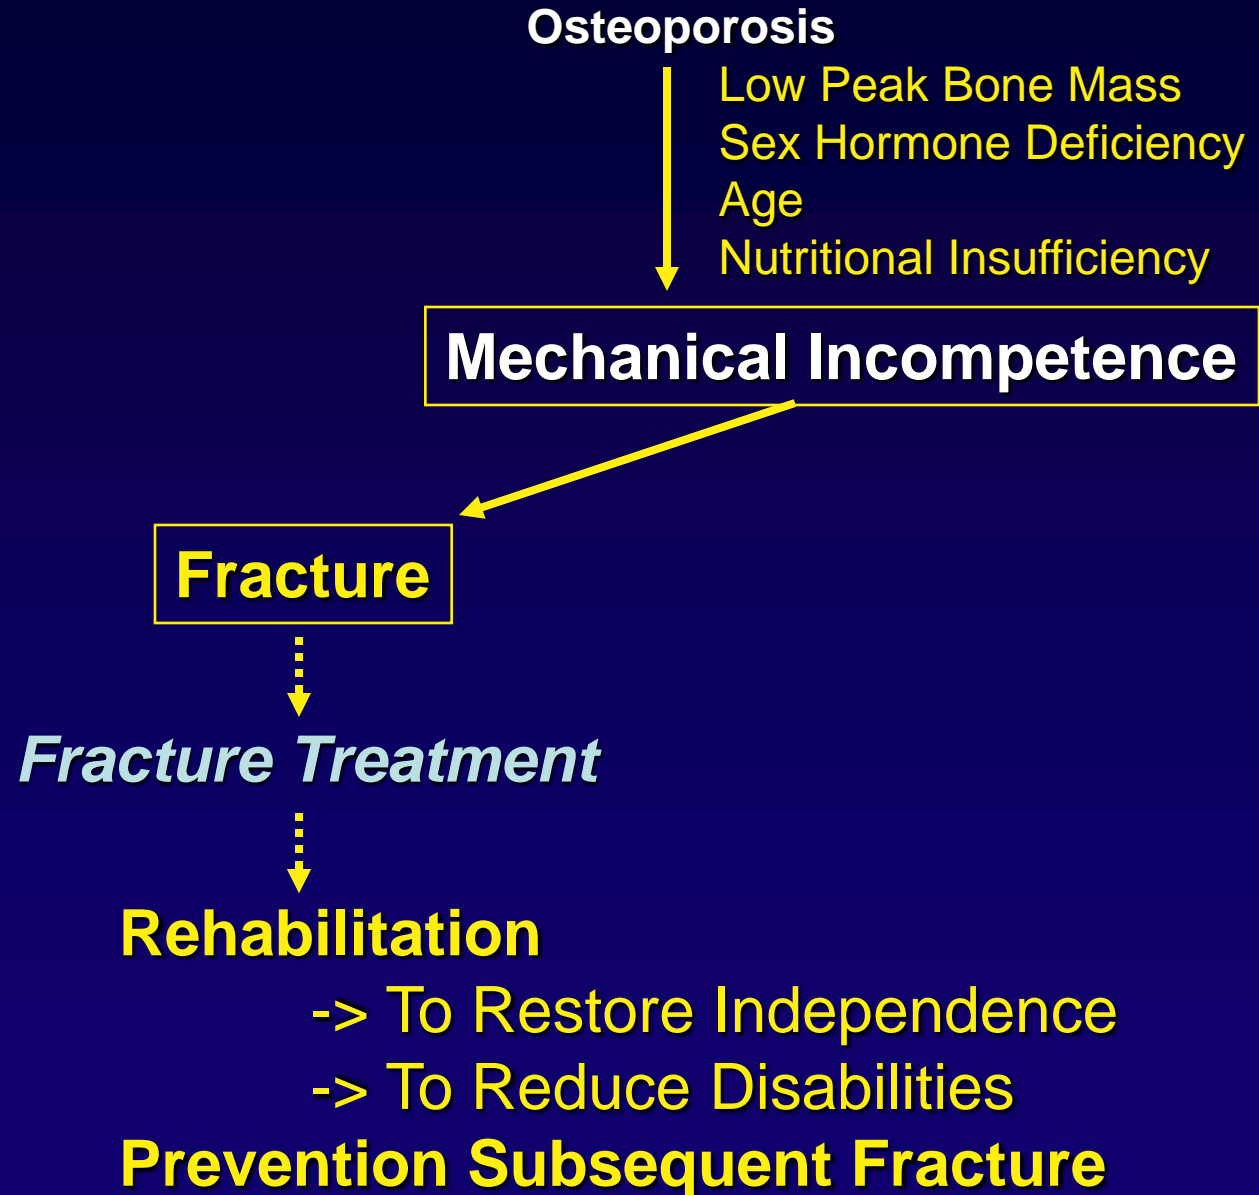 Osteoporosis
Low Peak Bone Mass
Sex Hormone Deficiency
Age
Nutritional Insufficiency
Mechanical Incompetence
Fracture
Fracture Treatment
Rehabilitation
-> To Restore Independence
-> To Reduce Disabilities
Prevention Subsequent Fracture